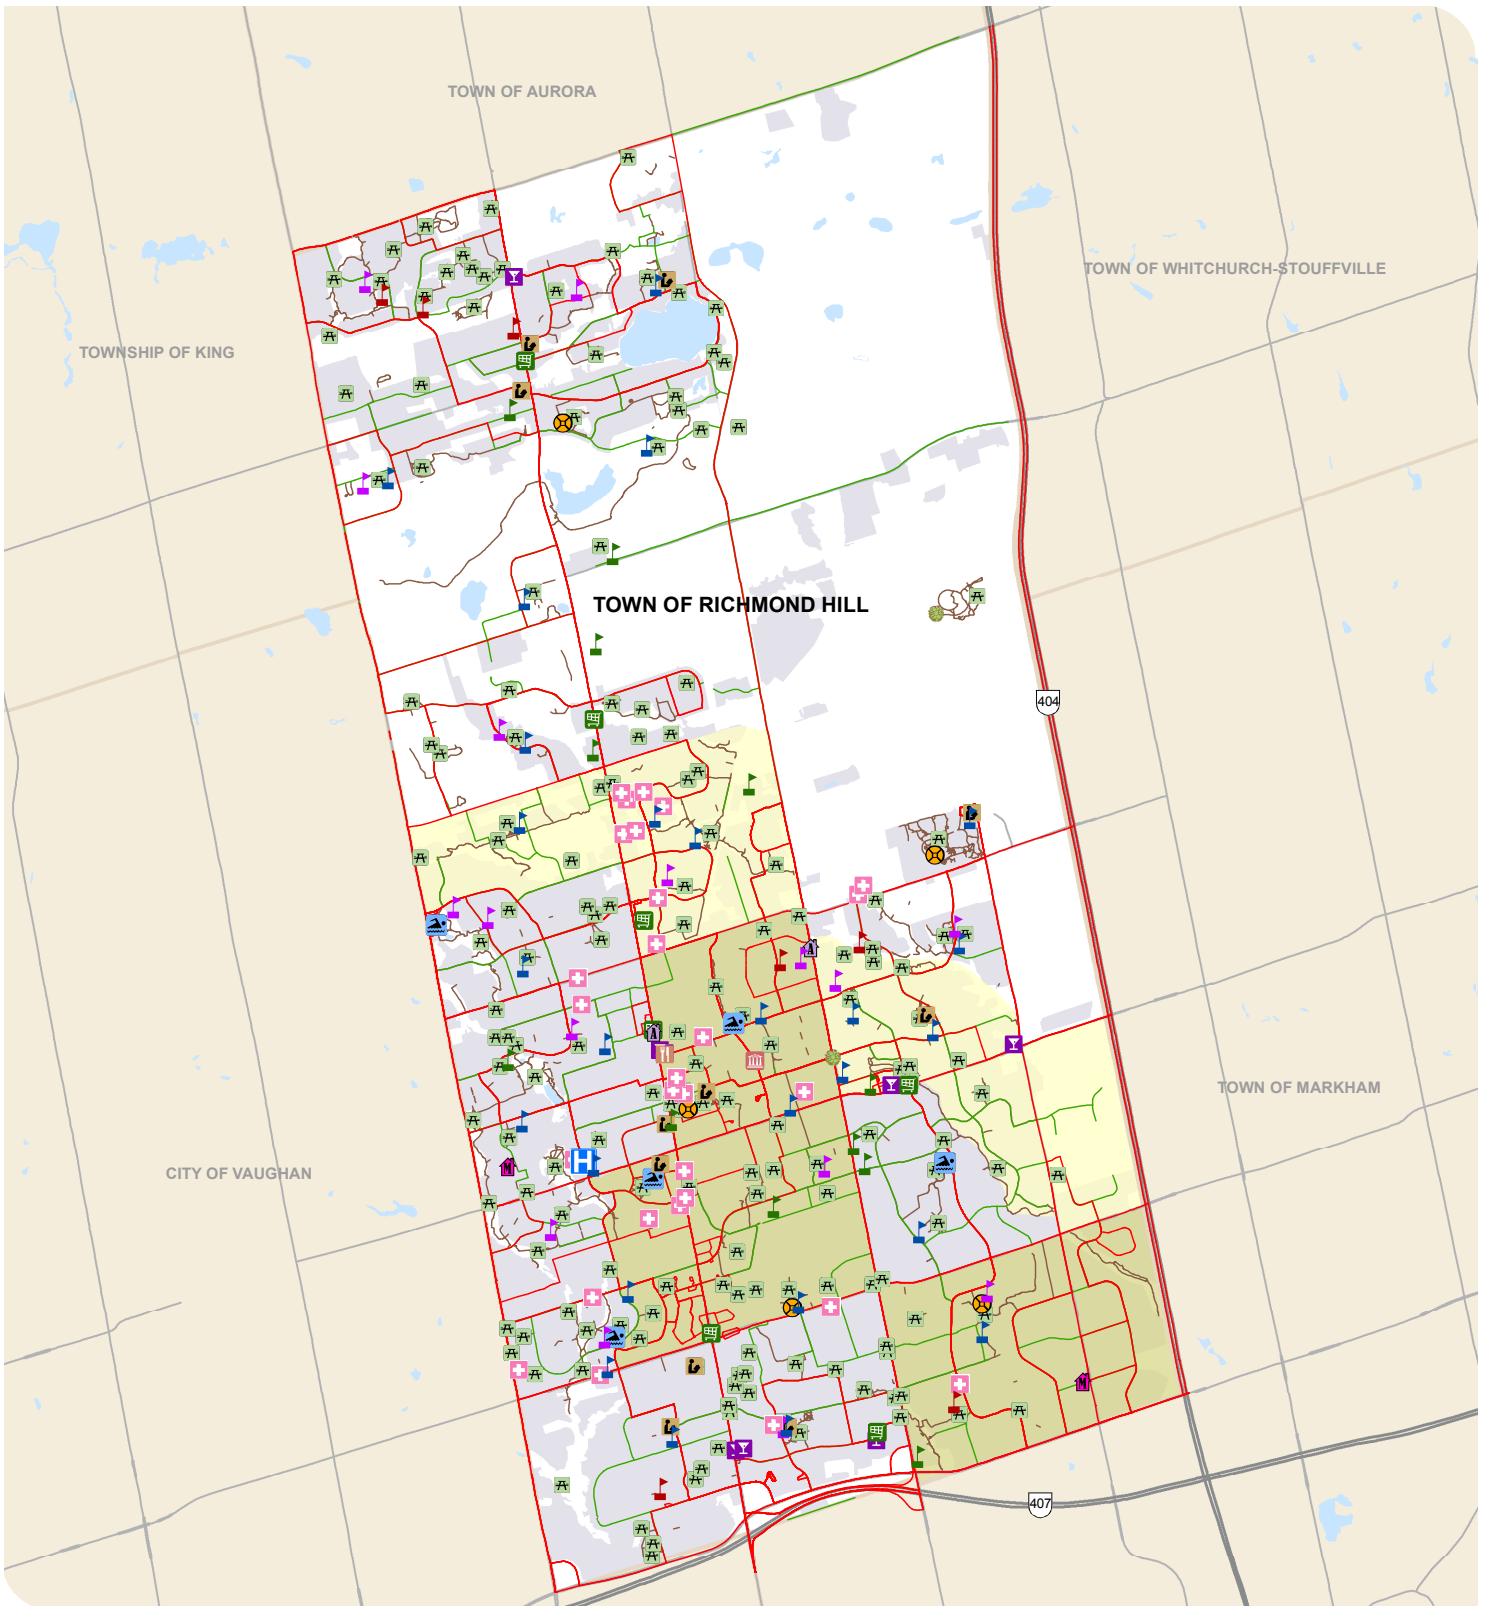 TOWN OF AURORA
TOWN OF WHITCHURCH-STOUFFVILLE
TOWNSHIP OF KING
TOWN OF RICHMOND HILL
404
A
A
TOWN OF MARKHAM
CITY OF VAUGHAN
M
H
M
407